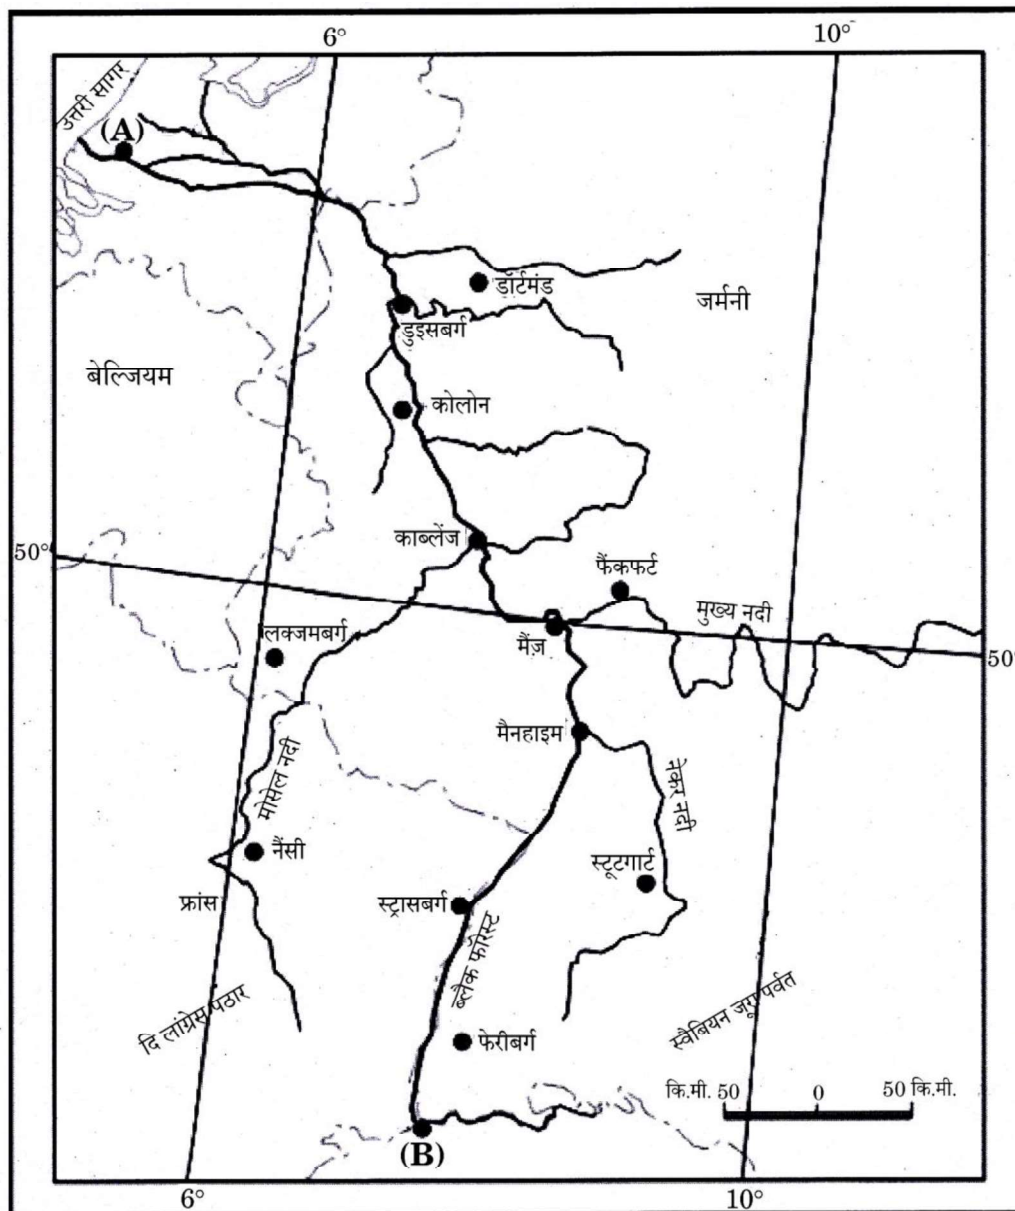 6°
10°
उत्तरी सागर
(A)
डॉर्टमंड
जर्मनी
डुइसबर्ग
बेल्जियम
कोलोन
काब्लेंज
50°
फैंकफर्ट
मुख्य नदी
लक्जमबर्ग
मैंज़
50°
मैनहाइम
मोसेल नदी
नैकर नदी
नैंसी
स्टूटगार्ट
फ्रांस
स्ट्रासबर्ग
ब्लैक फॉरेस्ट
दि लांग्रेस पठार
स्वैबियन जूरा पर्वत
फेरीबर्ग
कि.मी. 50 0 50 कि.मी.
(B)
6°
10°